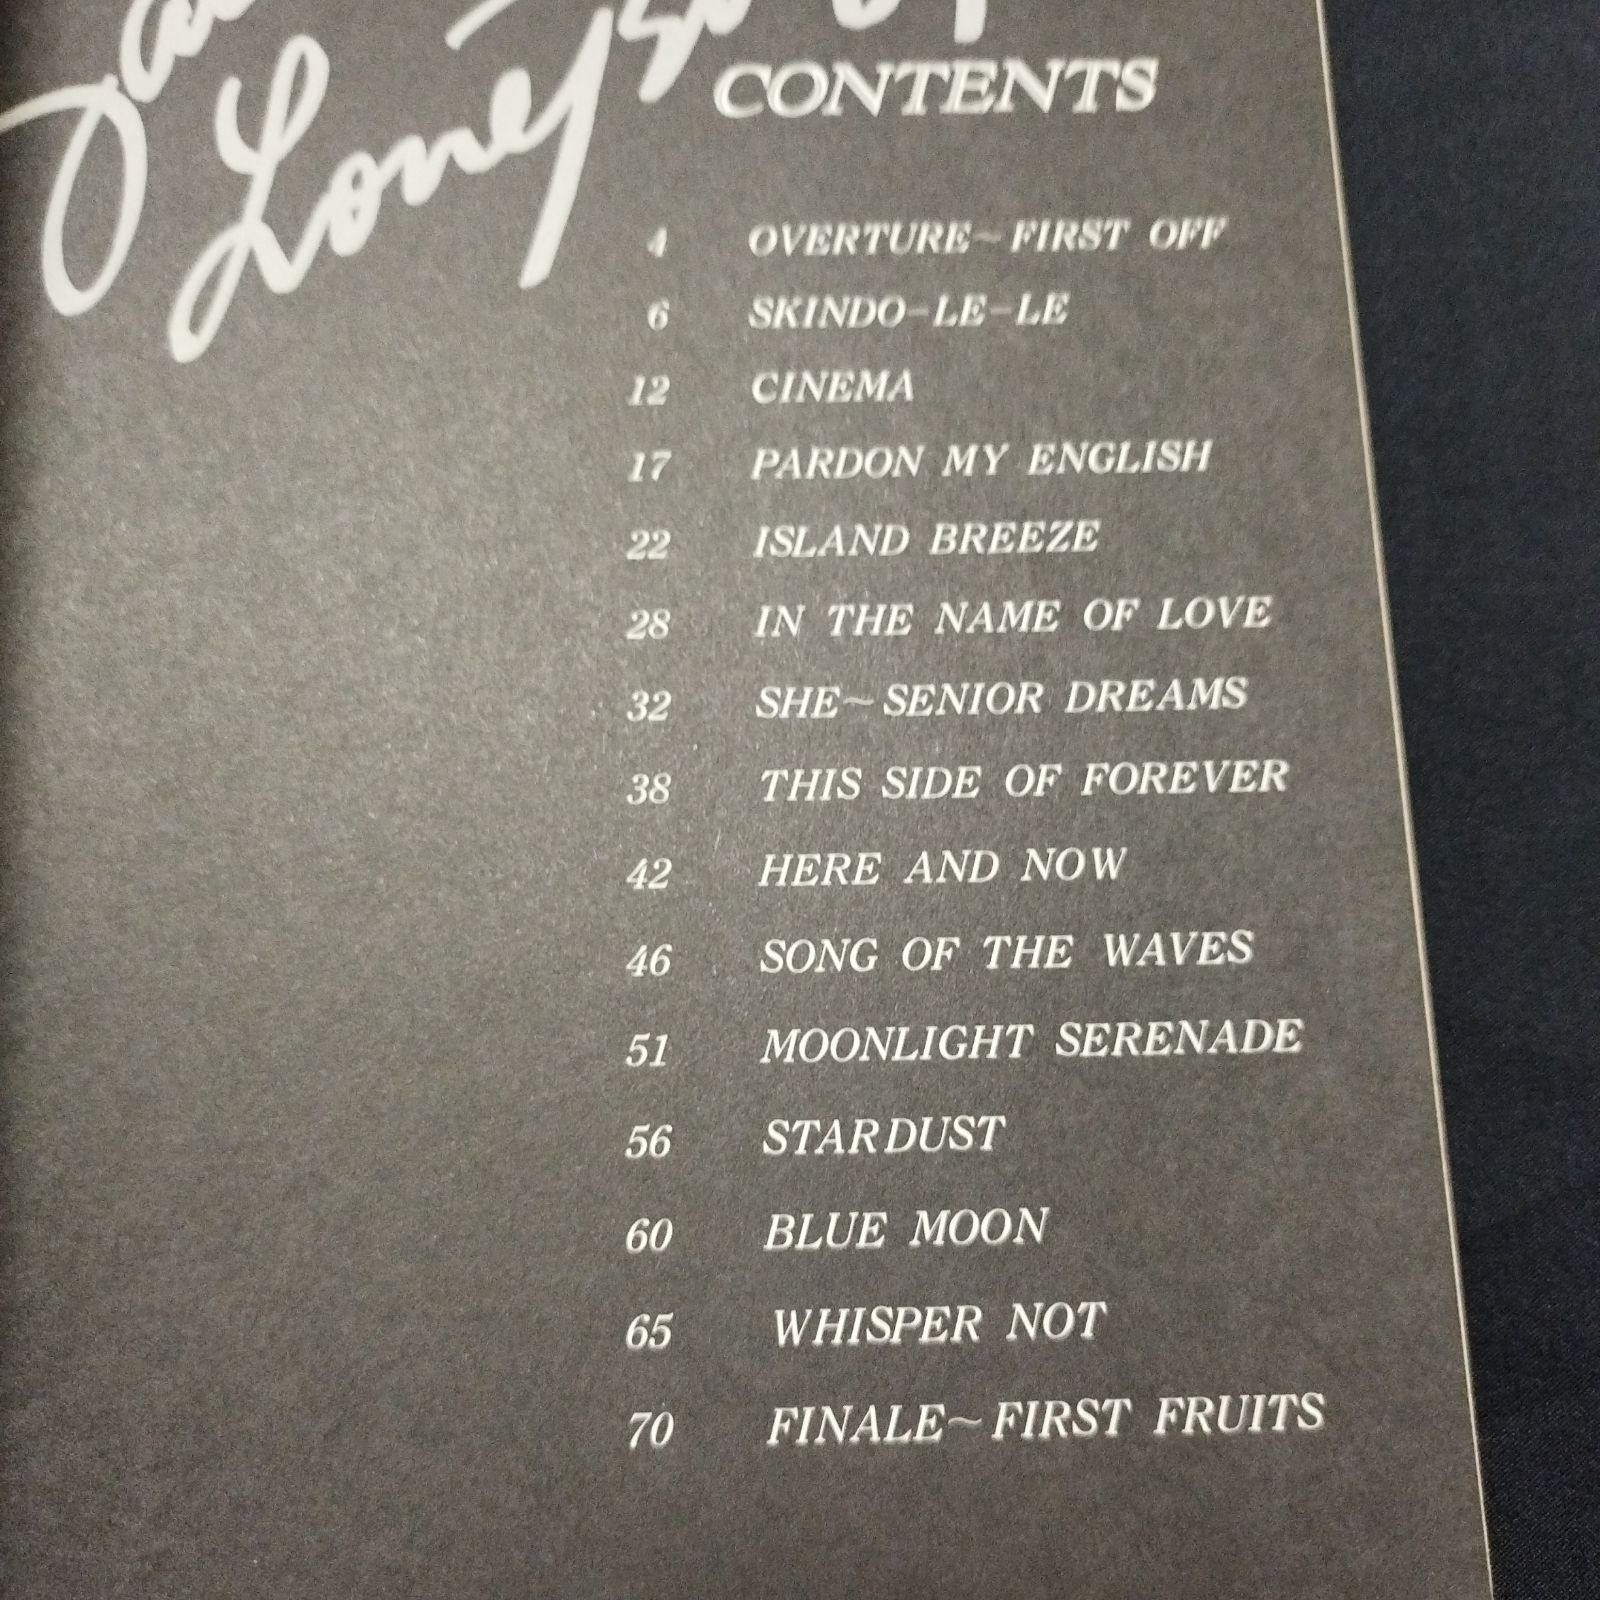 CONTENTS
4 OVERTURE~FIRST OFF
6 SKINDO-LE-LE
12 CINEMA
17 PARDON MY ENGLISH
22 ISLAND BREEZE
28 IN THE NAME OF LOVE
32 SHE~SENIOR DREAMS
38 THIS SIDE OF FOREVER
42 HERE AND NOW
46 SONG OF THE WAVES
51 MOONLIGHT SERENADE
56 STARDUST
60 BLUE MOON
65 WHISPER NOT
70 FINALE~FIRST FRUITS